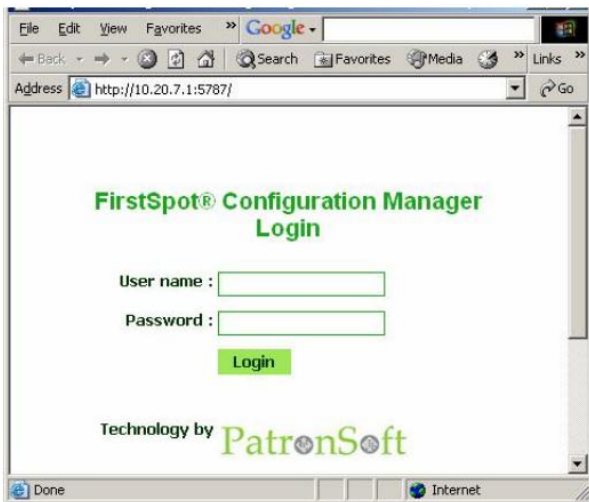 File Edit View Favorites » Google
Back Search Favorites Media » Links »
Address http://10.20.7.1:5787/ Go
FirstSpot® Configuration Manager
Login
User name :
Password :
Login
Technology by PatronSoft
Done Internet